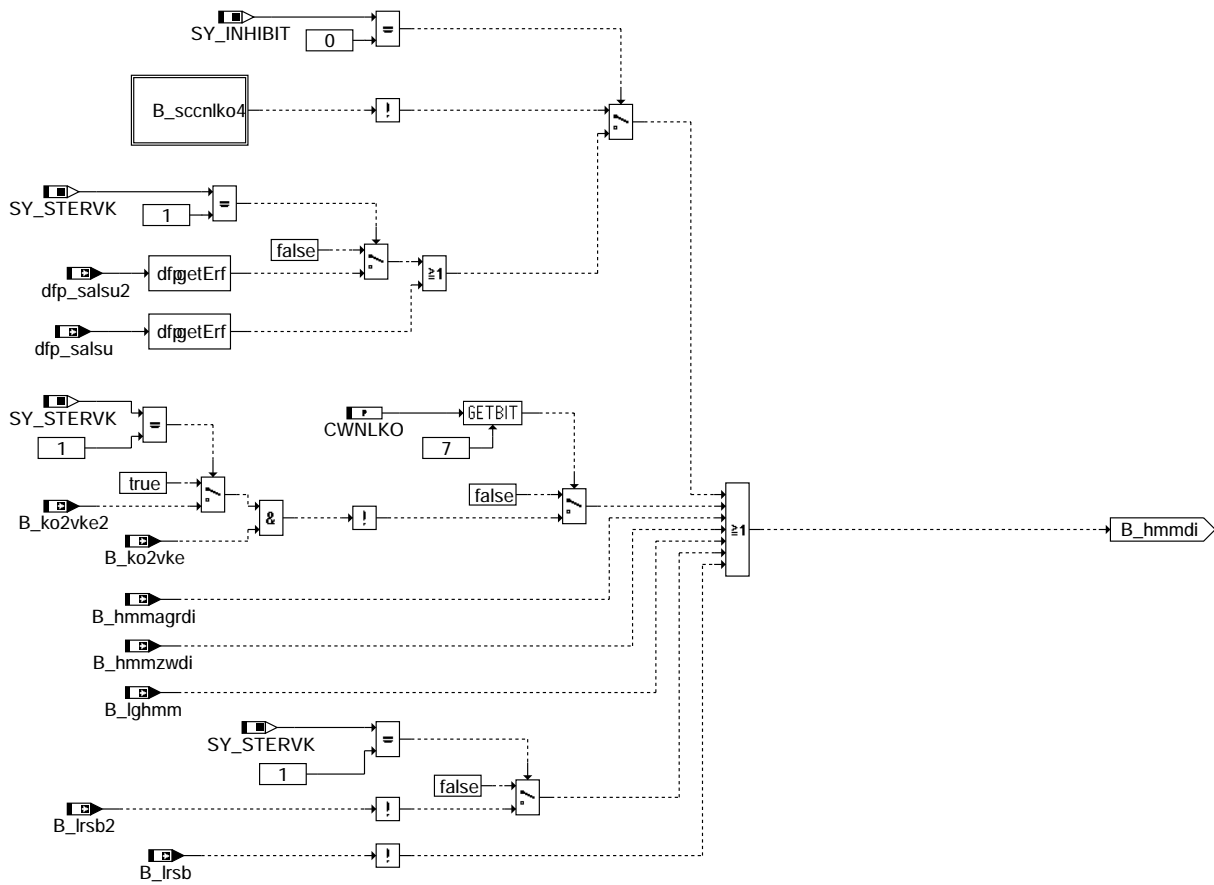 SY_INHIBIT
0
=
B_sccnlko4
!
SY_STERVK
1
=
false
dfp_salsu2
dfpgetErf
≧1
dfp_salsu
dfpgetErf
SY_STERVK
1
=
P
CWNLKO
GETBIT
7
true
false
B_ko2vke2
&
!
B_ko2vke
≧1
B_hmmdi
B_hmmagrdi
B_hmmzwdi
B_lghmm
SY_STERVK
1
=
false
B_lrsb2
!
B_lrsb
!